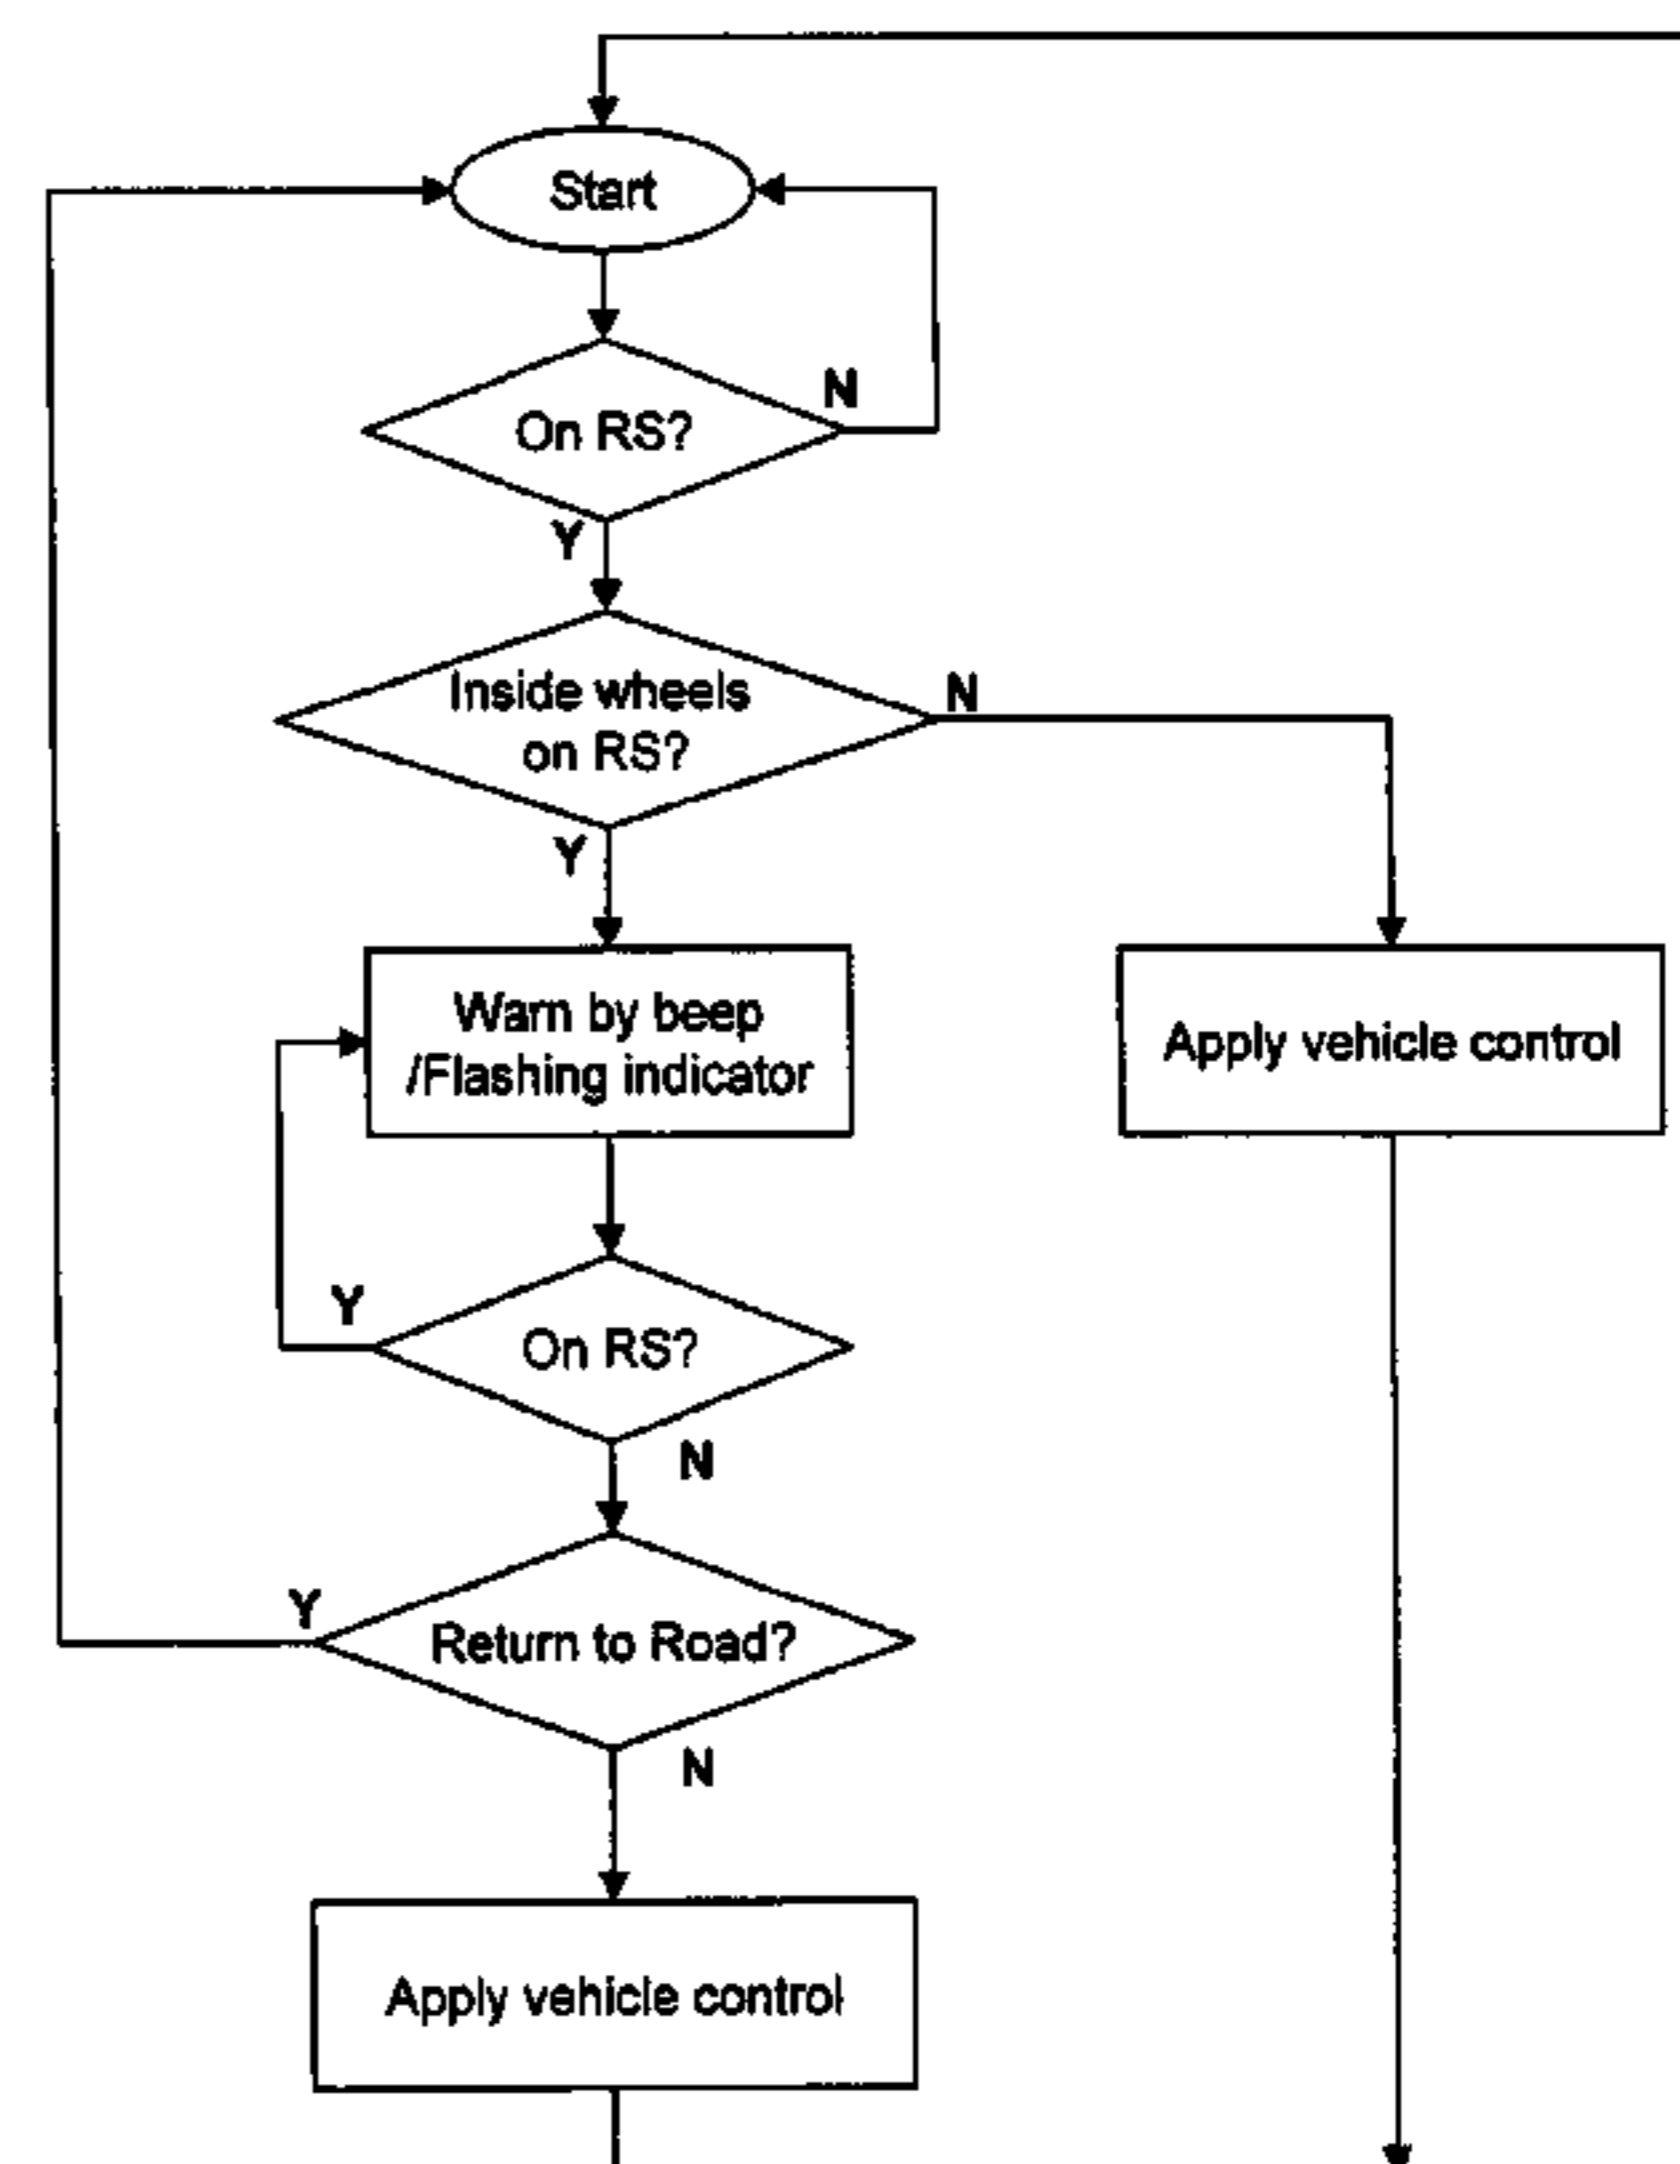 Start
On RS?
N
Y
Inside wheels
on RS?
N
Y
Warn by beep
/Flashing indicator
Apply vehicle control
Y
On RS?
N
Y
Return to Road?
N
Apply vehicle control